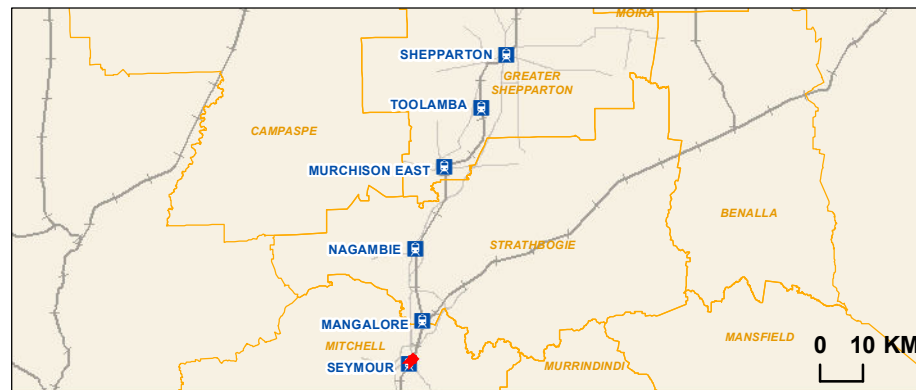 MOIRA
SHEPPARTON
GREATER
SHEPPARTON
TOOLAMBA
CAMPASPE
MURCHISON EAST
BENALLA
NAGAMBIE
STRATHBOGIE
MANGALORE
MITCHELL
MANSFIELD
SEYMOUR
MURRINDINDI
0 10 KM